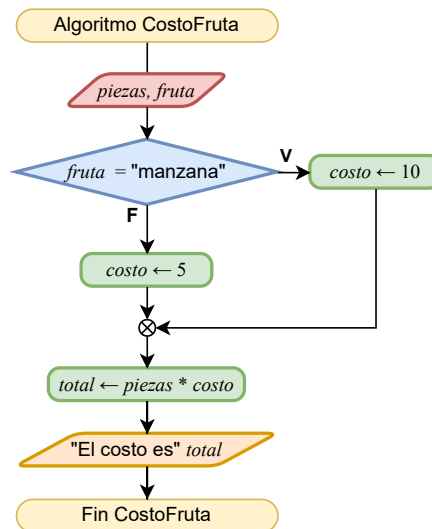 Algoritmo CostoFruta
piezas, fruta
fruta = "manzana"
V
costo ← 10
F
costo ← 5
total ← piezas * costo
"El costo es" total
Fin CostoFruta